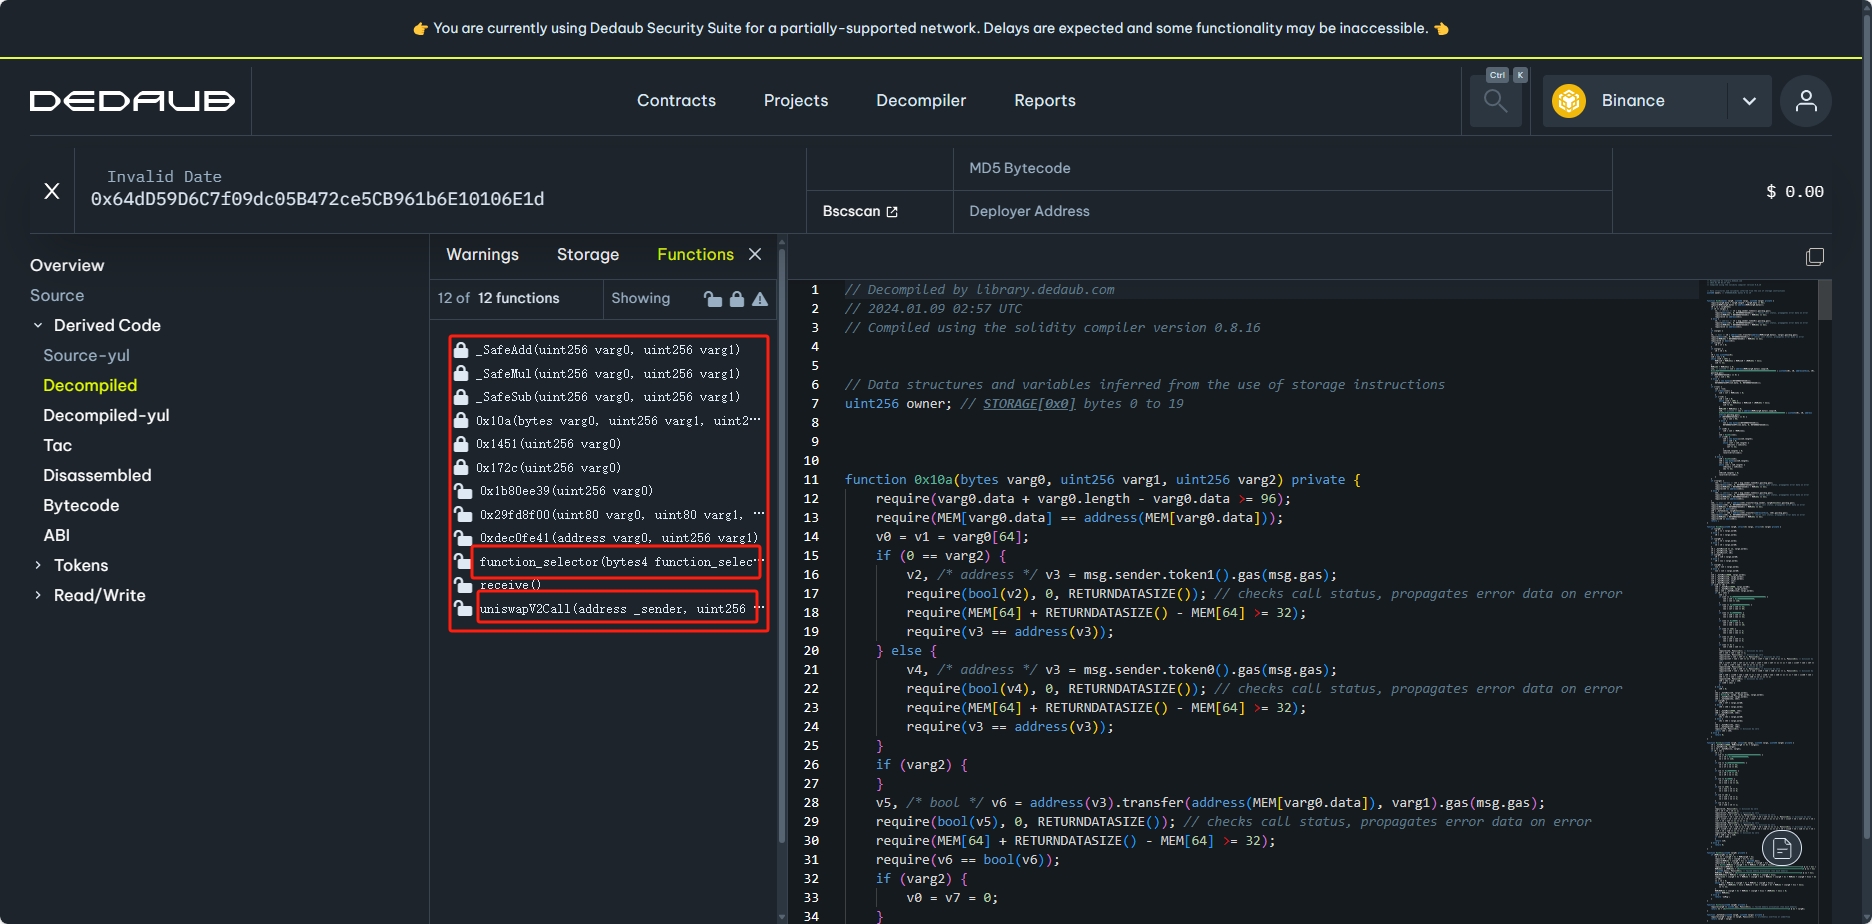 👉 You are currently using Dedaub Security Suite for a partially-supported network. Delays are expected and some functionality may be inaccessible. 👈
DEDAUB
Contracts
Projects
Decompiler
Reports
Ctrl K
Binance
Invalid Date
0x64dD59D6C7f09dc05B472ce5CB961b6E10106E1d
MD5 Bytecode
Bscscan
Deployer Address
$ 0.00
Overview
Source
Derived Code
Source-yul
Decompiled
Decompiled-yul
Tac
Disassembled
Bytecode
ABI
Tokens
Read/Write
Warnings
Storage
Functions
12 of 12 functions
Showing
_SafeAdd(uint256 varg0, uint256 varg1)
_SafeMul(uint256 varg0, uint256 varg1)
_SafeSub(uint256 varg0, uint256 varg1)
0x10a(bytes varg0, uint256 varg1, uint2···
0x1451(uint256 varg0)
0x172c(uint256 varg0)
0x1b80ee39(uint256 varg0)
0x29fd8f00(uint80 varg0, uint80 varg1, ···
0xdec0fe41(address varg0, uint256 varg1)
function_selector(bytes4 function_selec···
receive()
uniswapV2Call(address _sender, uint256 ···
1 // Decompiled by library.dedaub.com
2 // 2024.01.09 02:57 UTC
3 // Compiled using the solidity compiler version 0.8.16
4
5
6 // Data structures and variables inferred from the use of storage instructions
7 uint256 owner; // STORAGE[0x0] bytes 0 to 19
8
9
10
11 function 0x10a(bytes varg0, uint256 varg1, uint256 varg2) private {
12 require(varg0.data + varg0.length - varg0.data >= 96);
13 require(MEM[varg0.data] == address(MEM[varg0.data]));
14 v0 = v1 = varg0[64];
15 if (0 == varg2) {
16 v2, /* address */ v3 = msg.sender.token1().gas(msg.gas);
17 require(bool(v2), 0, RETURNDATASIZE()); // checks call status, propagates error data on error
18 require(MEM[64] + RETURNDATASIZE() - MEM[64] >= 32);
19 require(v3 == address(v3));
20 } else {
21 v4, /* address */ v3 = msg.sender.token0().gas(msg.gas);
22 require(bool(v4), 0, RETURNDATASIZE()); // checks call status, propagates error data on error
23 require(MEM[64] + RETURNDATASIZE() - MEM[64] >= 32);
24 require(v3 == address(v3));
25 }
26 if (varg2) {
27 }
28 v5, /* bool */ v6 = address(v3).transfer(address(MEM[varg0.data]), varg1).gas(msg.gas);
29 require(bool(v5), 0, RETURNDATASIZE()); // checks call status, propagates error data on error
30 require(MEM[64] + RETURNDATASIZE() - MEM[64] >= 32);
31 require(v6 == bool(v6));
32 if (varg2) {
33 v0 = v7 = 0;
34 }